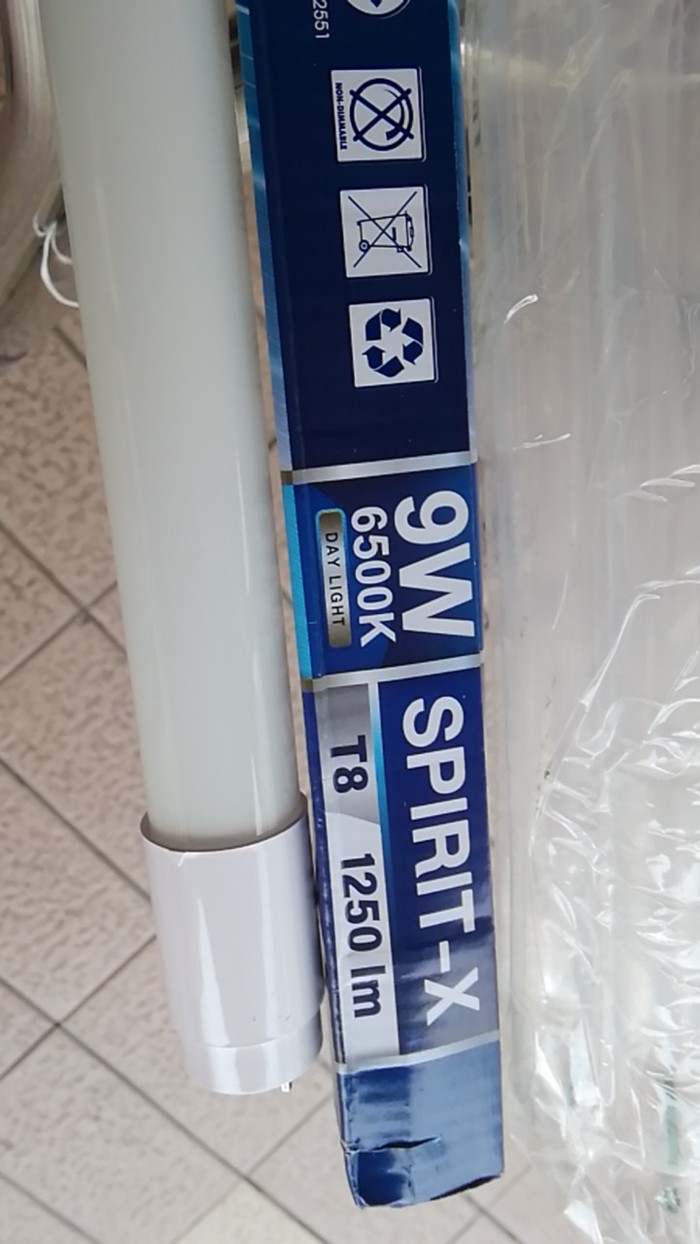 2551
NON-DIMMABLE
9W
6500K
DAY LIGHT
SPIRIT-X
T8 1250 lm